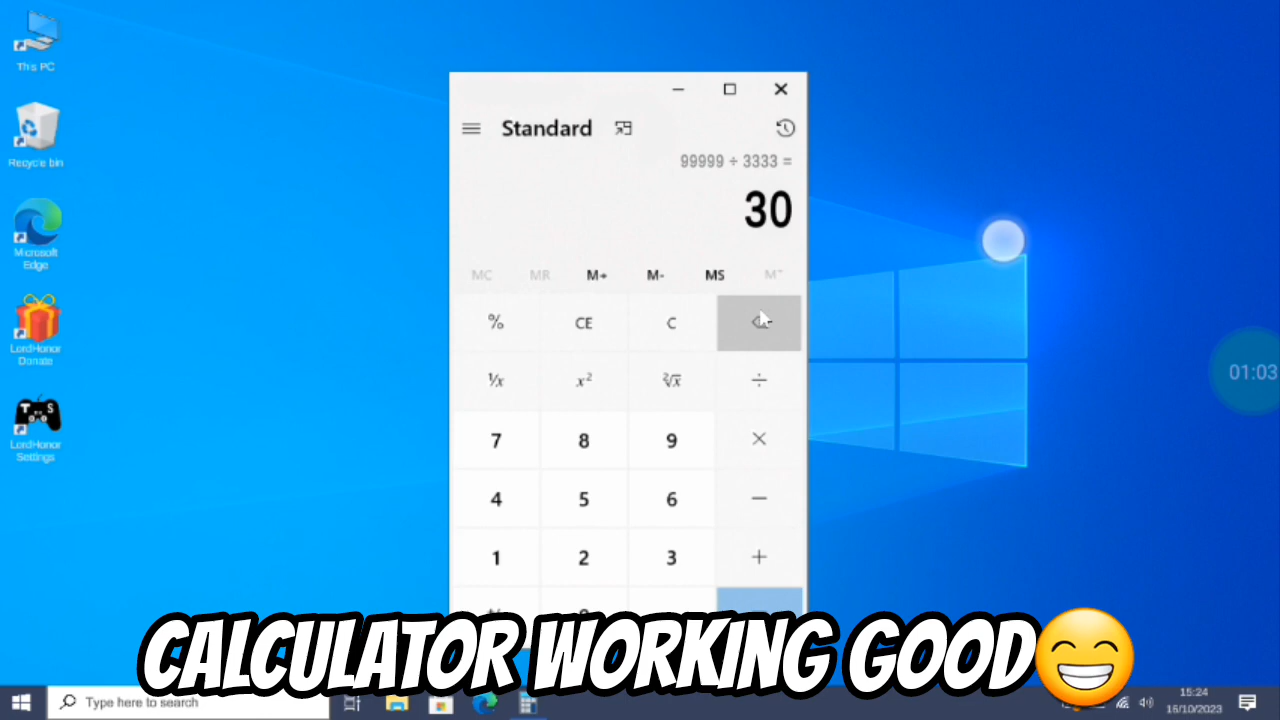 This PC
Recycle bin
Microsoft
Edge
LordHonor
Donate
LordHonor
Settings
Standard
99999 ÷ 3333 =
30
MC MR M+ M- MS
% CE C
⅟x x² ²√x ÷
7 8 9 ×
4 5 6 −
1 2 3 +
01:03
CALCULATOR WORKING GOOD😁
Type here to search
15:24
16/10/2023